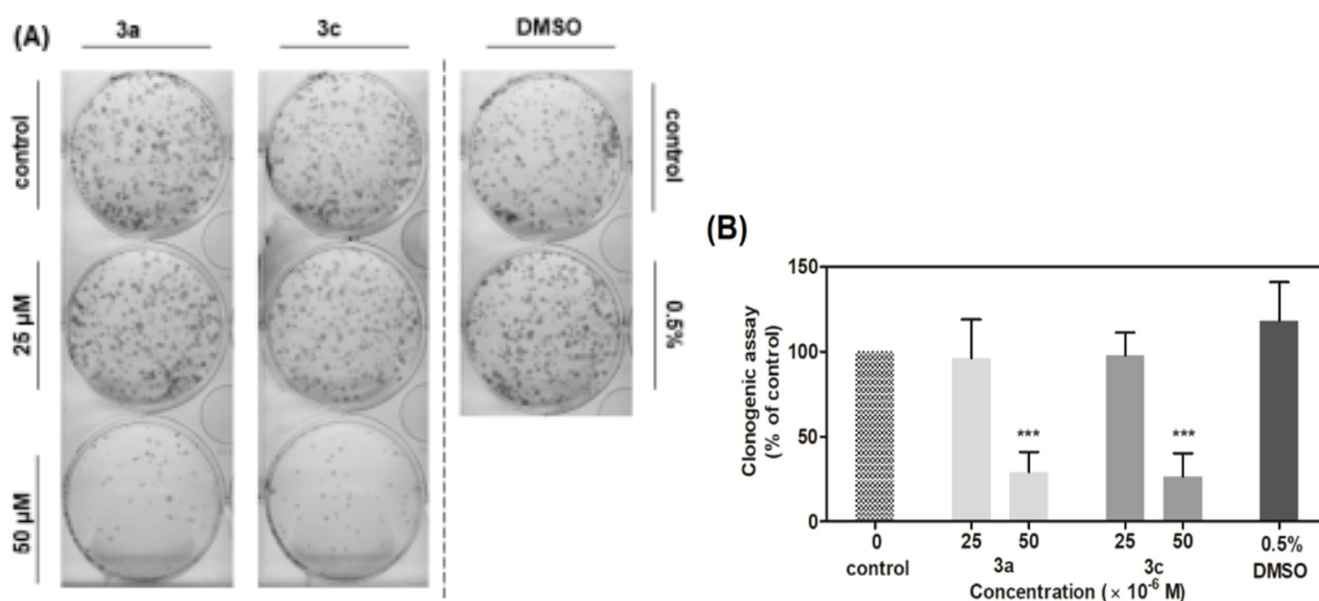 (A)
3a
3c
DMSO
control
25 µM
50 µM
control
0.5%
(B)
Clonogenic assay
(% of control)
150
100
50
0
***
***
0
25
50
25
50
0.5%
control
3a
3c
DMSO
Concentration (× 10⁻⁶ M)